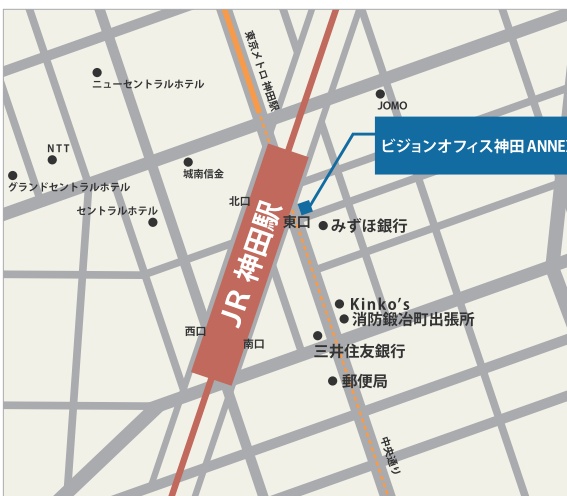 東京メトロ 神田駅
ニューセントラルホテル
JOMO
ビジョンオフィス神田 ANNEX
NTT
城南信金
グランドセントラルホテル
北口
セントラルホテル
東口
みずほ銀行
JR 神田駅
Kinko's
消防鍛冶町出張所
西口
南口
三井住友銀行
郵便局
中央通り